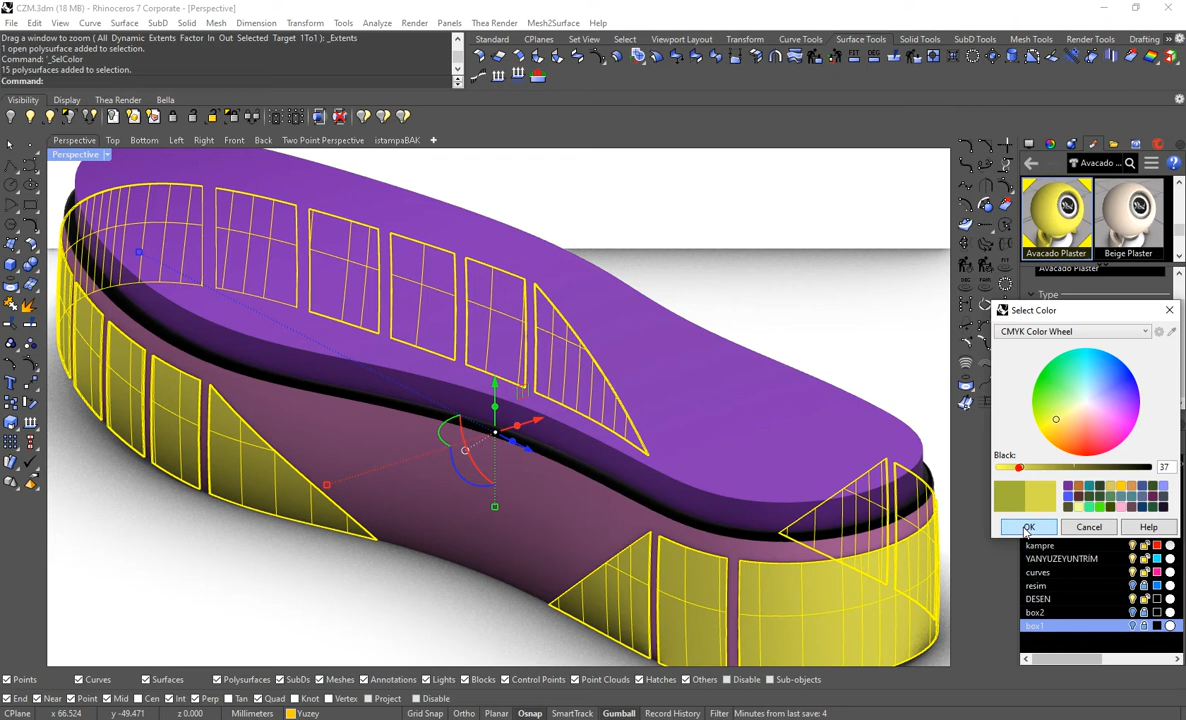 CZM.3dm (18 MB) - Rhinoceros 7 Corporate - [Perspective]
File Edit View Curve Surface SubD Solid Mesh Dimension Transform Tools Analyze Render Panels Thea Render Mesh2Surface Help
Drag a window to zoom ( All Dynamic Extents Factor In Out Selected Target 1To1 ): _Extents
1 open polysurface added to selection.
Command: '_SelColor
15 polysurfaces added to selection.
Command:
Standard CPlanes Set View Select Viewport Layout Transform Curve Tools Surface Tools Solid Tools SubD Tools Mesh Tools Render Tools Drafting
Visibility Display Thea Render Bella
Perspective Top Bottom Left Right Front Back Two Point Perspective istampaBAK
Perspective
Avacado ...
Avacado Plaster Beige Plaster
Avacado Plaster
Type
Select Color
CMYK Color Wheel
Black:
37
OK Cancel Help
kampre
YANYUZEYUNTRİM
curves
resim
DESEN
box2
box1
Points Curves Surfaces Polysurfaces SubDs Meshes Annotations Lights Blocks Control Points Point Clouds Hatches Others Disable Sub-objects
End Near Point Mid Cen Int Perp Tan Quad Knot Vertex Project Disable
CPlane x 66.524 y -49.471 z 0.000 Millimeters Yuzey Grid Snap Ortho Planar Osnap SmartTrack Gumball Record History Filter Minutes from last save: 4